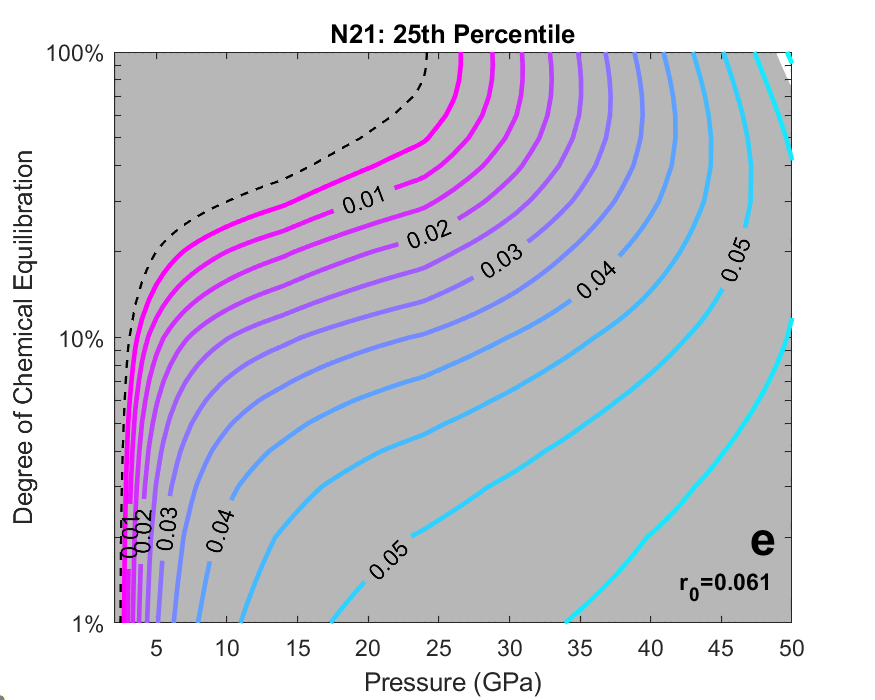 N21: 25th Percentile
100%
10%
1%
Degree of Chemical Equilibration
0.01
0.02
0.03
0.04
0.05
0.01
0.02
0.03
0.04
0.05
e
r0=0.061
5 10 15 20 25 30 35 40 45 50
Pressure (GPa)